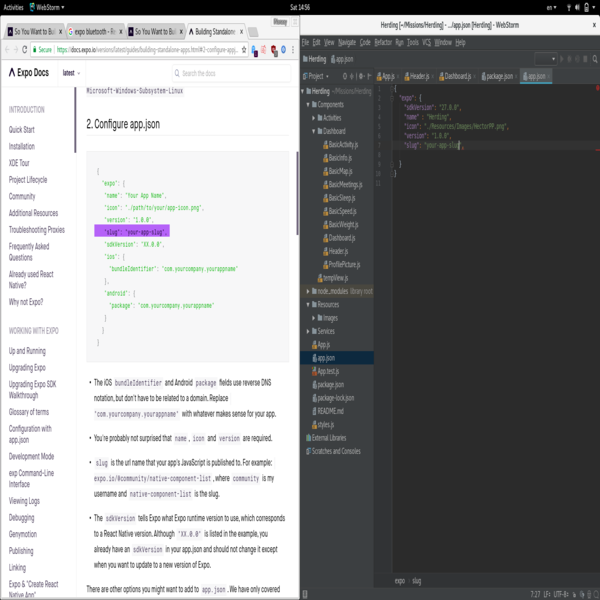 Activities WebStorm Sat 14:56 en
So You Want to Bui
expo bluetooth -
So You Want to Bui
Building Standalone
Mommy
https://docs.expo.io/versions/latest/guides/building-standalone-apps.html#2-configure-app
Expo Docs latest Search the docs
INTRODUCTION
Quick Start
Installation
XDE Tour
Project Lifecycle
Community
Additional Resources
Troubleshooting Proxies
Frequently Asked
Questions
Already used React
Native?
Why not Expo?
WORKING WITH EXPO
Up and Running
Upgrading Expo
Upgrading Expo SDK
Walkthrough
Glossary of terms
Configuration with
app.json
Development Mode
exp Command-Line
Interface
Viewing Logs
Debugging
Genymotion
Publishing
Linking
Expo & "Create React
Microsoft-Windows-Subsystem-Linux
2. Configure app.json
{
"expo": {
"name": "Your App Name",
"icon": "./path/to/your/app-icon.png",
"version": "1.0.0",
"slug": "your-app-slug",
"sdkVersion": "XX.0.0",
"ios": {
"bundleIdentifier": "com.yourcompany.yourappname"
},
"android": {
"package": "com.yourcompany.yourappname"
}
}
}
• The iOS bundleIdentifier and Android package fields use reverse DNS
notation, but don't have to be related to a domain. Replace
'com.yourcompany.yourappname' with whatever makes sense for your app.
• You're probably not surprised that name, icon and version are required.
• slug is the url name that your app's JavaScript is published to. For example:
expo.io/@community/native-component-list, where community is my
username and native-component-list is the slug.
• The sdkVersion tells Expo what Expo runtime version to use, which corresponds
to a React Native version. Although "XX.0.0" is listed in the example, you
already have an sdkVersion in your app.json and should not change it except
when you want to update to a new version of Expo.
There are other options you might want to add to app.json. We have only covered
Herding [~/Missions/Herding] - .../app.json [Herding] - WebStorm
File Edit View Navigate Code Refactor Run Tools VCS Window Help
Herding app.json
Project
App.js Header.js Dashboard.js package.json app.json
Herding ~/Missions/Herding
Components
Activities
Dashboard
BasicActivity.js
BasicInfo.js
BasicMap.js
BasicMeetings.js
BasicSleep.js
BasicSpeed.js
BasicWeight.js
Dashboard.js
Header.js
ProfilePicture.js
tempView.js
node_modules library root
Resources
Images
Services
App.js
app.json
App.test.js
package.json
package-lock.json
README.md
styles.js
External Libraries
Scratches and Consoles
1 {
2 "expo": {
3 "sdkVersion": "27.0.0",
4 "name" : "Herding",
5 "icon": "./Resources/Images/HectorPP.png",
6 "version": "1.0.0",
7 "slug": "your-app-slug",
8
9 }
10 }
11
expo › slug
7:27 LF÷ UTF-8÷